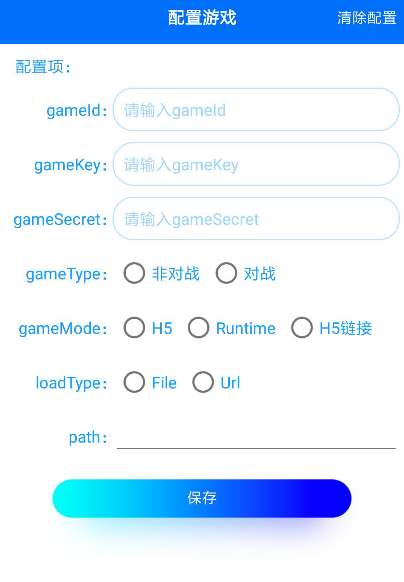 配置游戏 清除配置
配置项：
gameId： 请输入gameId
gameKey： 请输入gameKey
gameSecret： 请输入gameSecret
gameType： 非对战 对战
gameMode： H5 Runtime H5链接
loadType： File Url
path：
保存